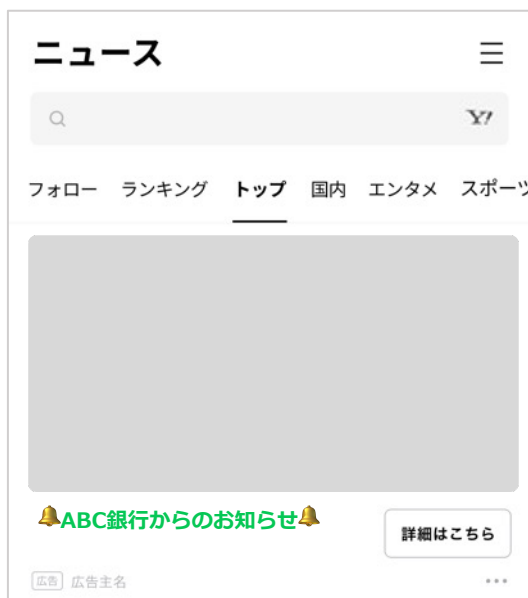 ニュース
Y!
フォロー ランキング トップ 国内 エンタメ スポーツ
🔔ABC銀行からのお知らせ🔔
詳細はこちら
広告 広告主名